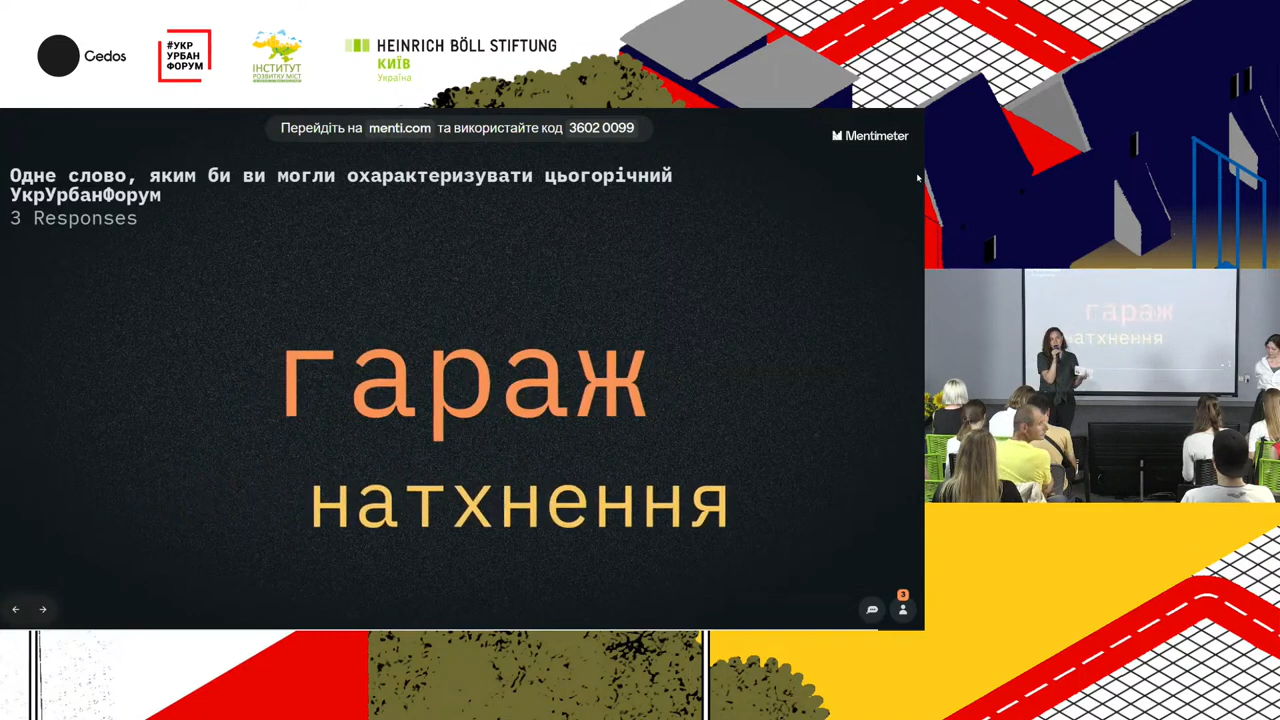 Cedos
#УКР
УРБАН
ФОРУМ
ІНСТИТУТ
РОЗВИТКУ МІСТ
HEINRICH BÖLL STIFTUNG
КИЇВ
Україна
Перейдіть на menti.com та використайте код 3602 0099
Mentimeter
Одне слово, яким би ви могли охарактеризувати цьогорічний
УкрУрбанФорум
3 Responses
гараж
натхнення
3
гараж
натхнення